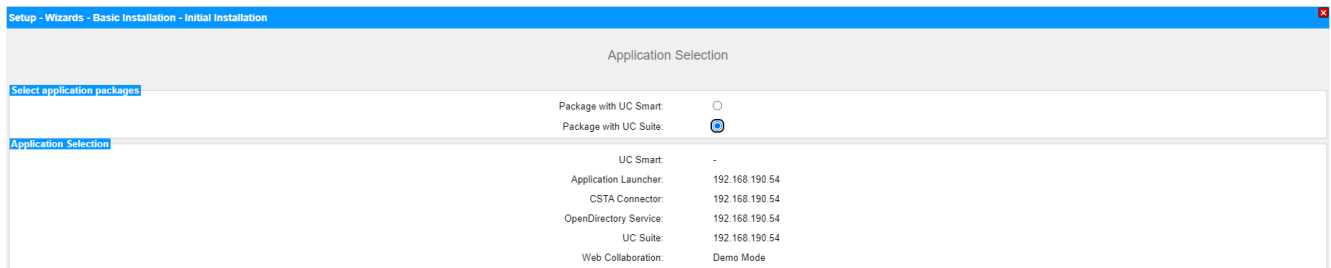 Setup - Wizards - Basic Installation - Initial Installation
Application Selection
Select application packages
Package with UC Smart:
Package with UC Suite:
Application Selection
UC Smart: -
Application Launcher: 192.168.190.54
CSTA Connector: 192.168.190.54
OpenDirectory Service: 192.168.190.54
UC Suite: 192.168.190.54
Web Collaboration: Demo Mode